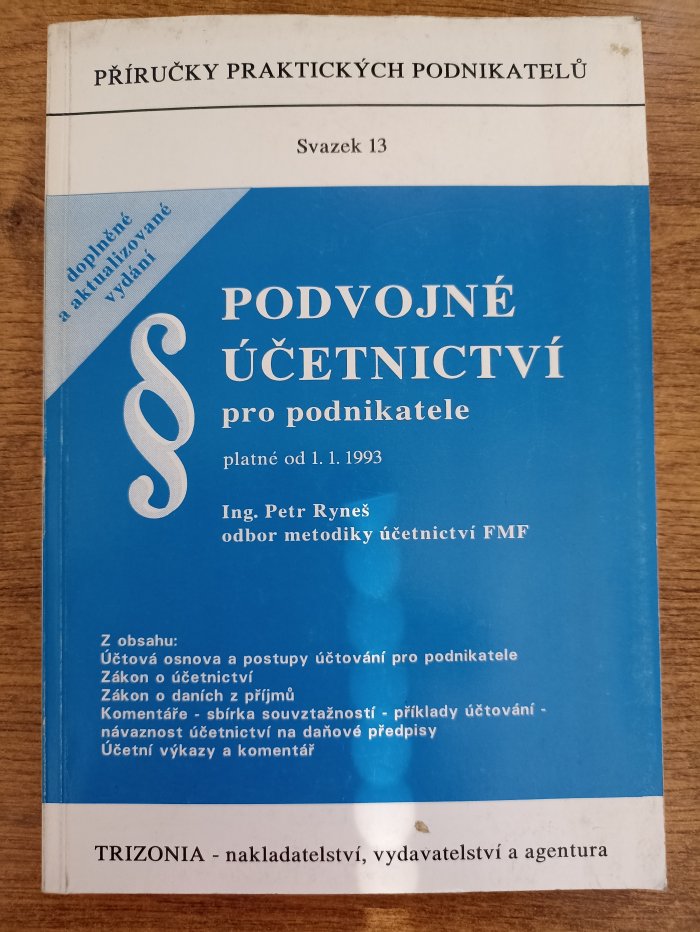 PŘÍRUČKY PRAKTICKÝCH PODNIKATELŮ
Svazek 13
doplněné
a aktualizované
vydání
§
PODVOJNÉ
ÚČETNICTVÍ
pro podnikatele
platné od 1. 1. 1993
Ing. Petr Ryneš
odbor metodiky účetnictví FMF
Z obsahu:
Účtová osnova a postupy účtování pro podnikatele
Zákon o účetnictví
Zákon o daních z příjmů
Komentáře - sbírka souvztažností - příklady účtování -
návaznost účetnictví na daňové předpisy
Účetní výkazy a komentář
TRIZONIA - nakladatelství, vydavatelství a agentura